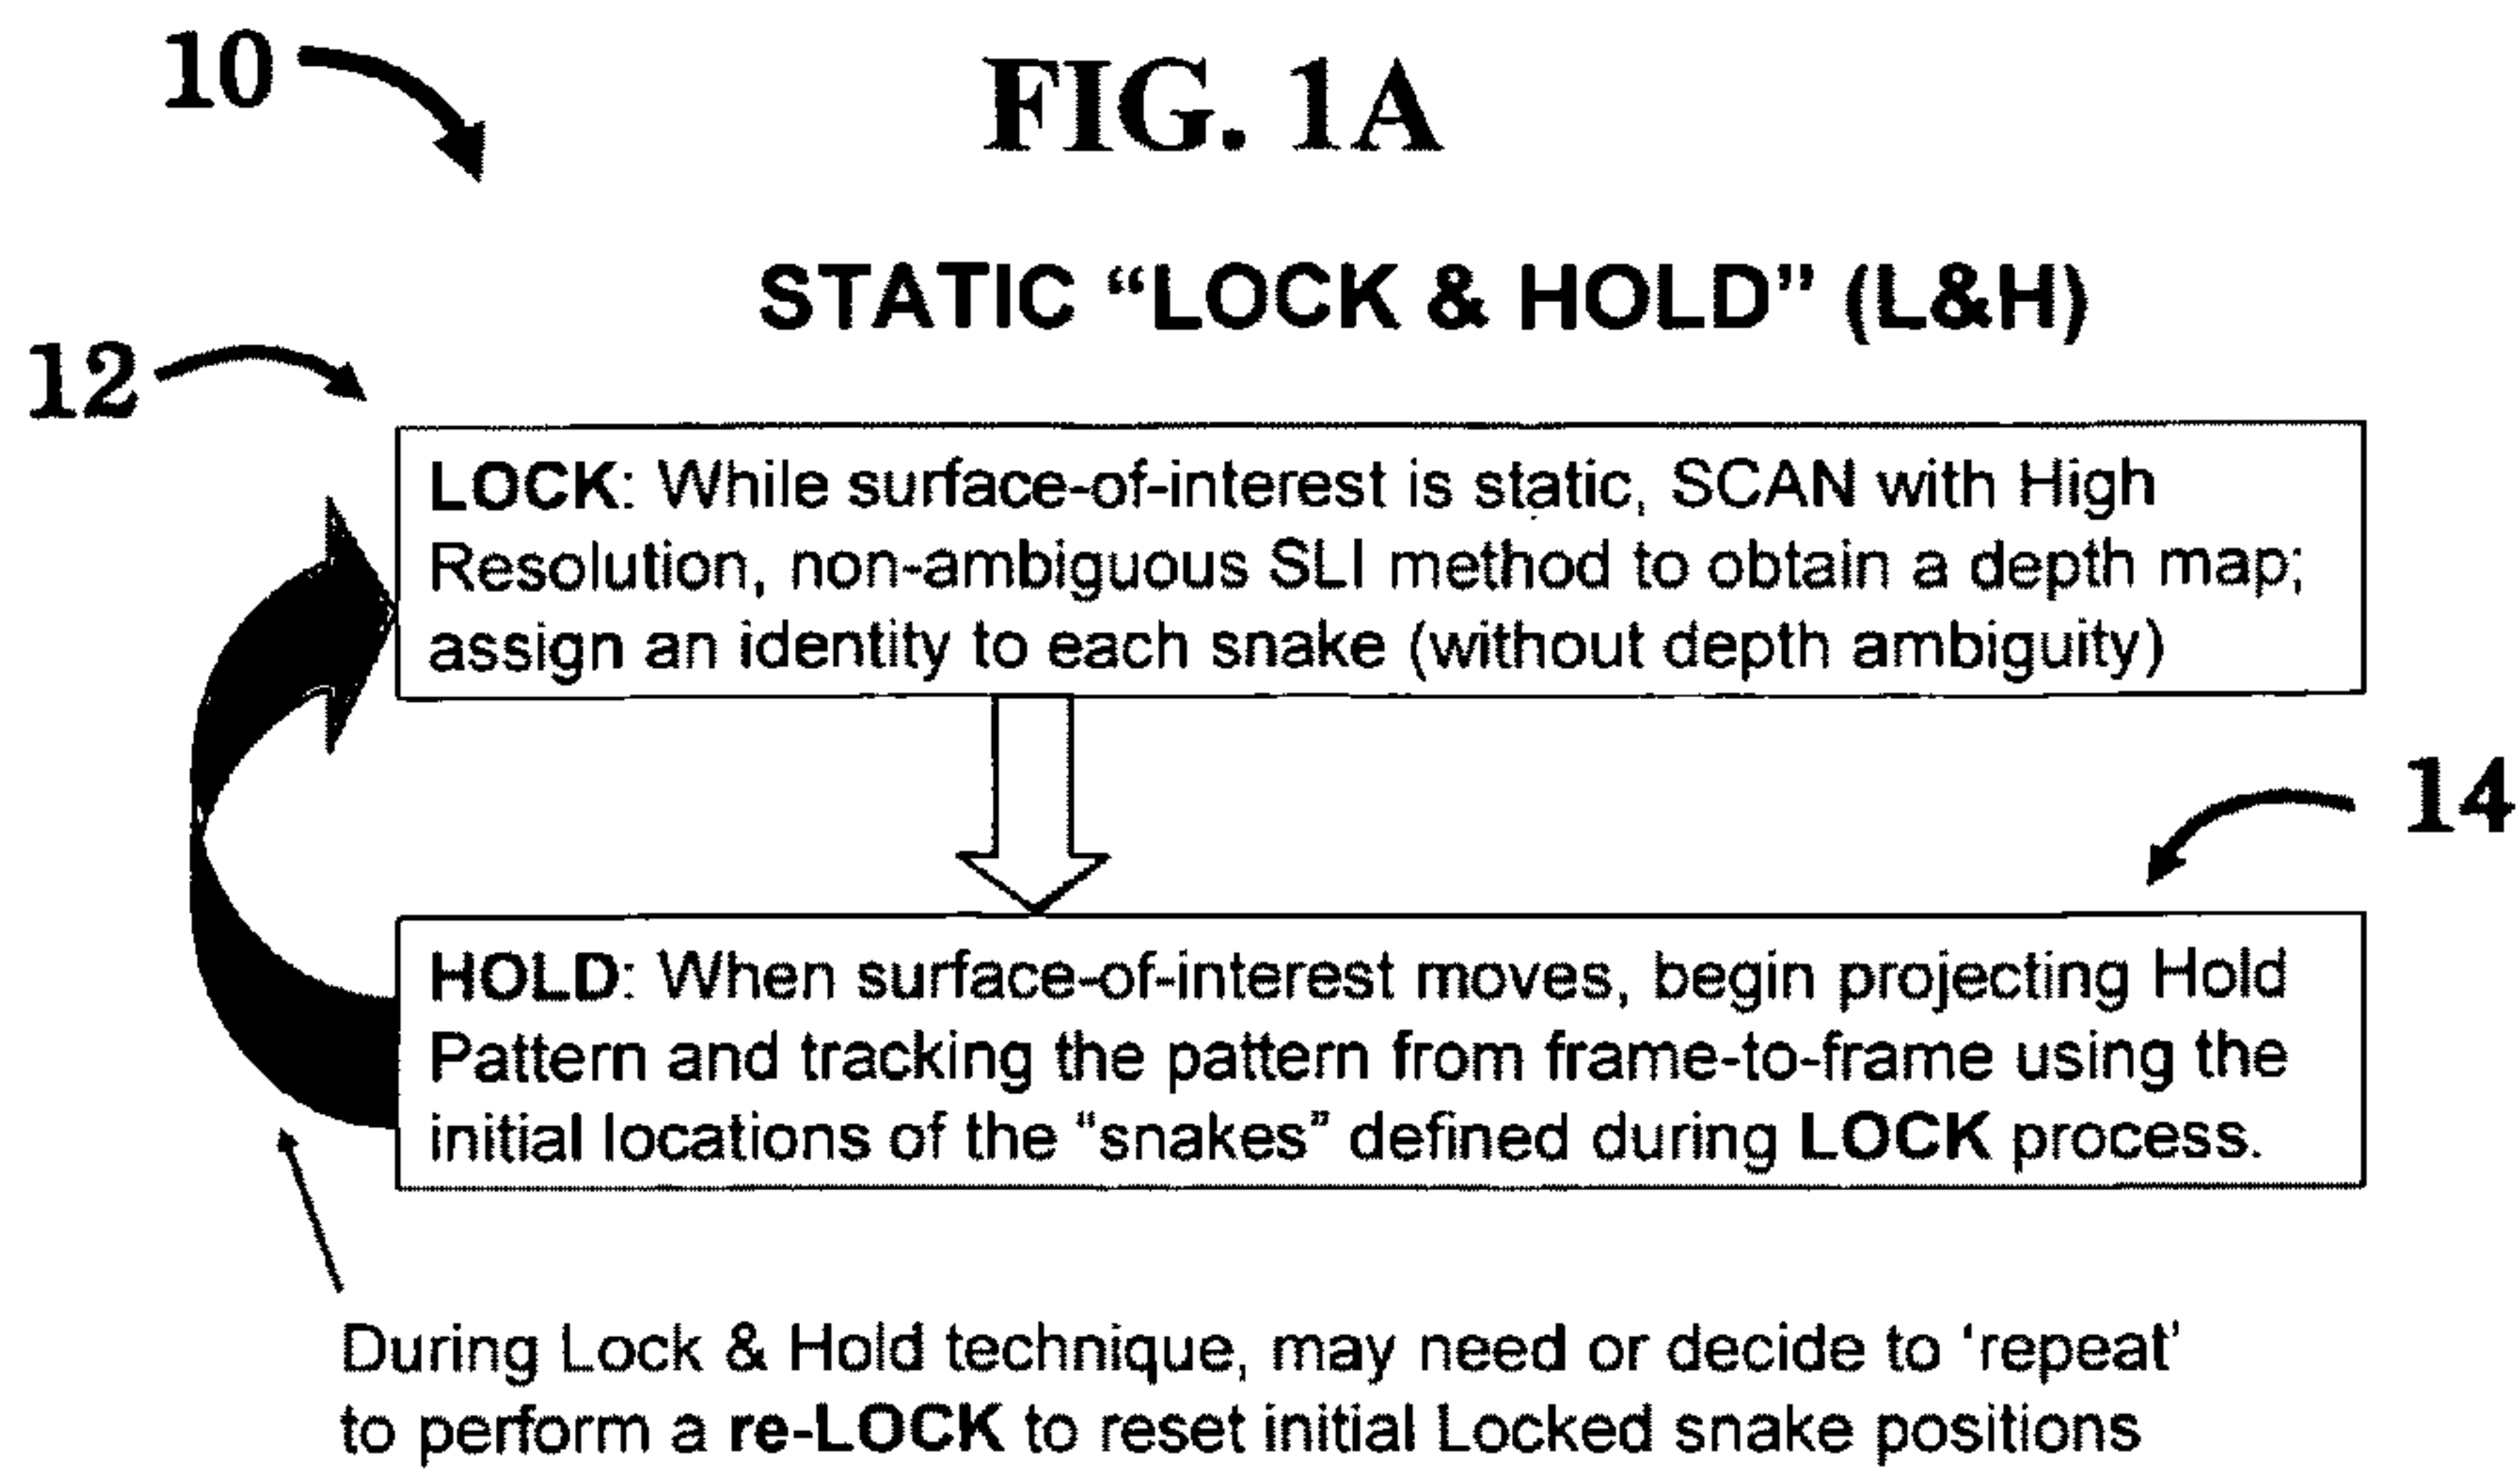 10
FIG. 1A
STATIC “LOCK & HOLD” (L&H)
12
LOCK: While surface-of-interest is static, SCAN with High
Resolution, non-ambiguous SLI method to obtain a depth map;
assign an identity to each snake (without depth ambiguity)
14
HOLD: When surface-of-interest moves, begin projecting Hold
Pattern and tracking the pattern from frame-to-frame using the
initial locations of the “snakes” defined during LOCK process.
During Lock & Hold technique, may need or decide to ‘repeat’
to perform a re-LOCK to reset initial Locked snake positions